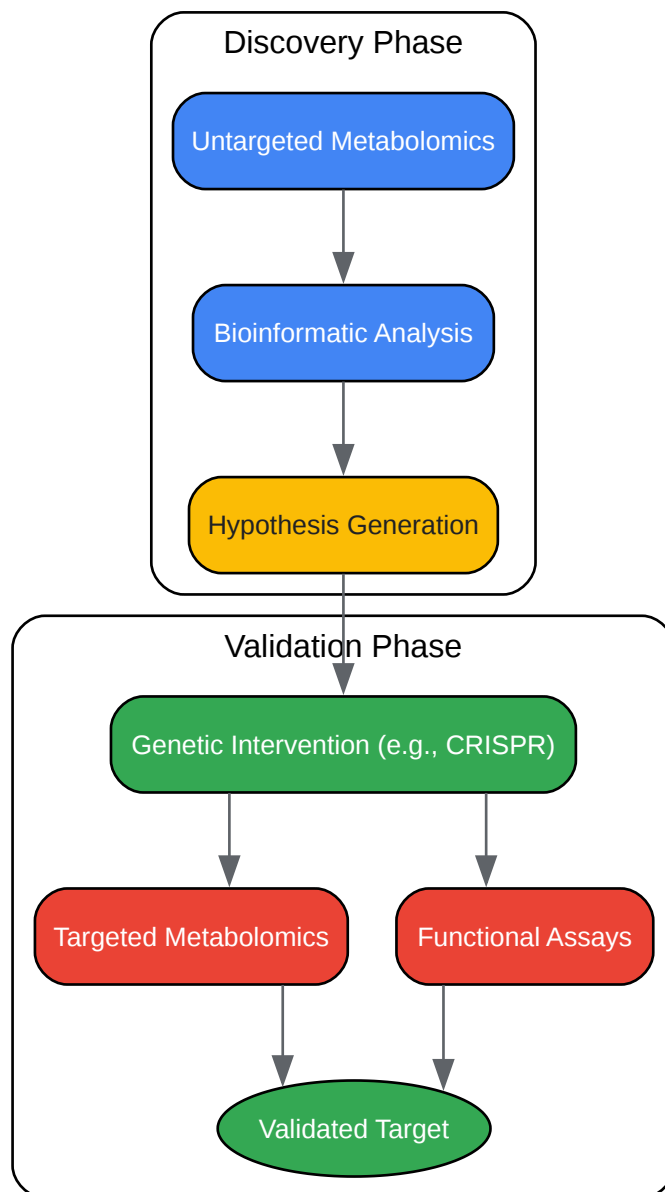 Discovery Phase
Untargeted Metabolomics
Bioinformatic Analysis
Hypothesis Generation
Validation Phase
Genetic Intervention (e.g., CRISPR)
Targeted Metabolomics
Functional Assays
Validated Target